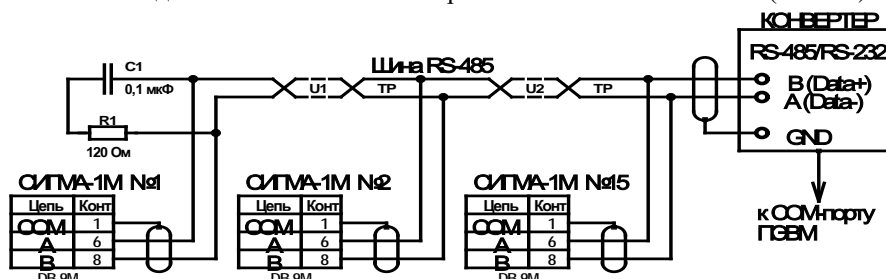 КОНВЕРТЕР
RS-485/RS-232
B (Data+)
A (Data-)
GND
к COM-порту
ПЭВМ
Шина RS-485
C1
0,1 мкФ
R1
120 Ом
U1
TP
U2
TP
СИГМА-1М №1
Цепь Конт
COM 1
A 6
B 8
DB 9M
СИГМА-1М №2
Цепь Конт
COM 1
A 6
B 8
DB 9M
СИГМА-1М №15
Цепь Конт
COM 1
A 6
B 8
DB 9M